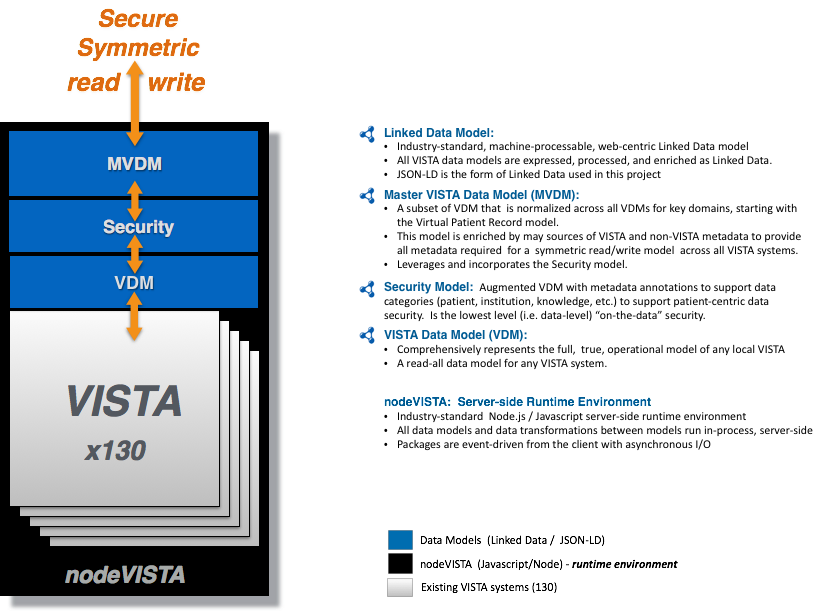 Secure
Symmetric
read write
MVDM
Security
VDM
VISTA
x130
nodeVISTA
Linked Data Model:
• Industry-standard, machine-processable, web-centric Linked Data model
• All VISTA data models are expressed, processed, and enriched as Linked Data.
• JSON-LD is the form of Linked Data used in this project
Master VISTA Data Model (MVDM):
• A subset of VDM that is normalized across all VDMs for key domains, starting with
the Virtual Patient Record model.
• This model is enriched by may sources of VISTA and non-VISTA metadata to provide
all metadata required for a symmetric read/write model across all VISTA systems.
• Leverages and incorporates the Security model.
Security Model: Augmented VDM with metadata annotations to support data
categories (patient, institution, knowledge, etc.) to support patient-centric data
security. Is the lowest level (i.e. data-level) “on-the-data” security.
VISTA Data Model (VDM):
• Comprehensively represents the full, true, operational model of any local VISTA
• A read-all data model for any VISTA system.
nodeVISTA: Server-side Runtime Environment
• Industry-standard Node.js / Javascript server-side runtime environment
• All data models and data transformations between models run in-process, server-side
• Packages are event-driven from the client with asynchronous I/O
Data Models (Linked Data / JSON-LD)
nodeVISTA (Javascript/Node) - runtime environment
Existing VISTA systems (130)